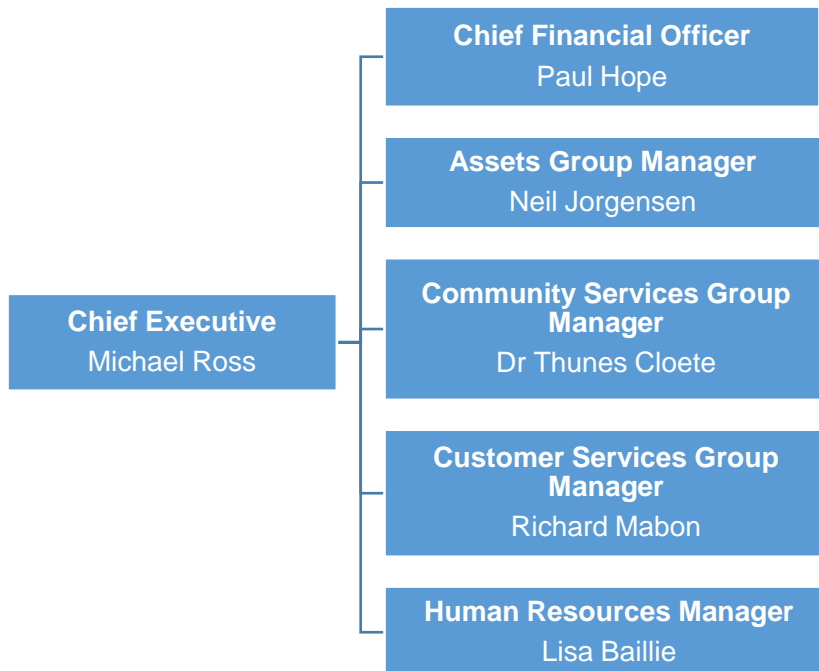 Chief Financial Officer
Paul Hope
Assets Group Manager
Neil Jorgensen
Chief Executive
Michael Ross
Community Services Group
Manager
Dr Thunes Cloete
Customer Services Group
Manager
Richard Mabon
Human Resources Manager
Lisa Baillie